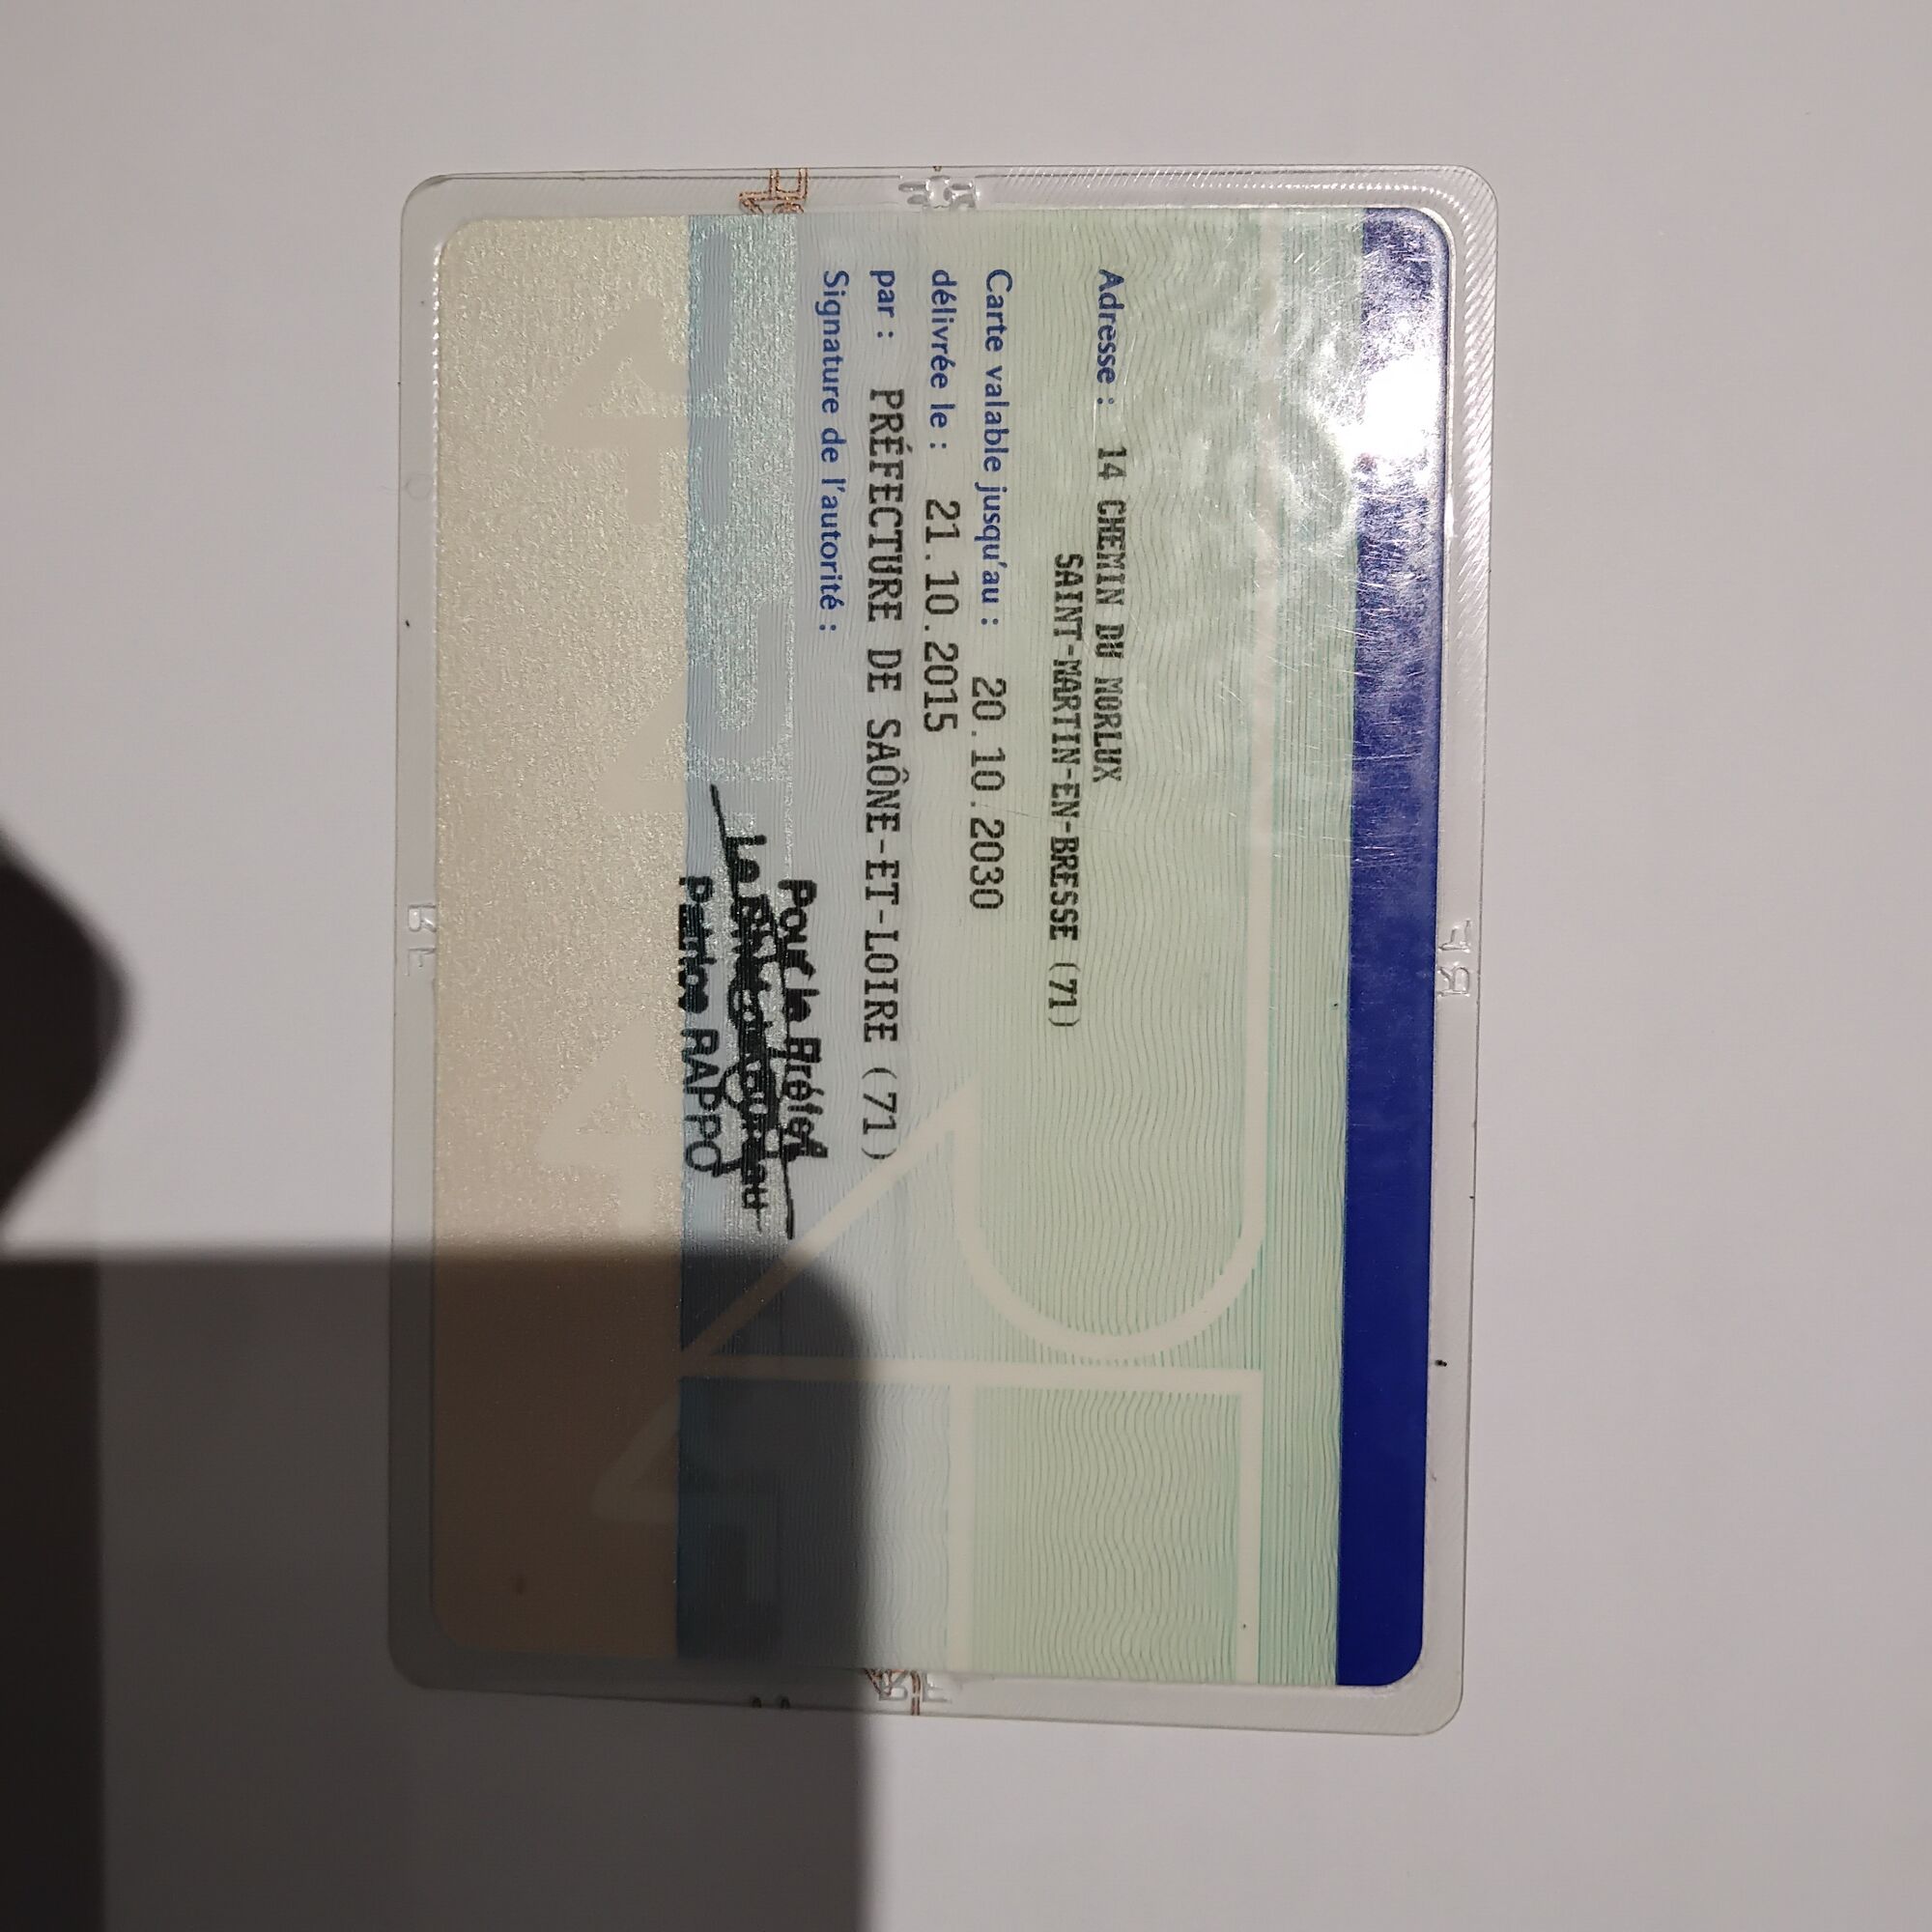 Adresse : 14 CHEMIN DU MORLUX
SAINT-MARTIN-EN-BRESSE (71)
Carte valable jusqu'au : 20.10.2030
délivrée le : 21.10.2015
par : PRÉFECTURE DE SAÔNE-ET-LOIRE (71)
Signature de l'autorité :
Pour le Préfet
RAPPO
RF